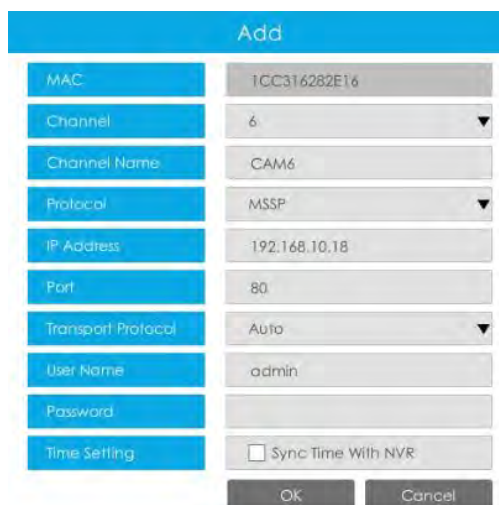 Add
MAC 1CC316282E16
Channel 6
Channel Name CAM6
Protocol MSSP
IP Address 192.168.10.18
Port 80
Transport Protocol Auto
User Name admin
Password
Time Setting Sync Time With NVR
OK Cancel